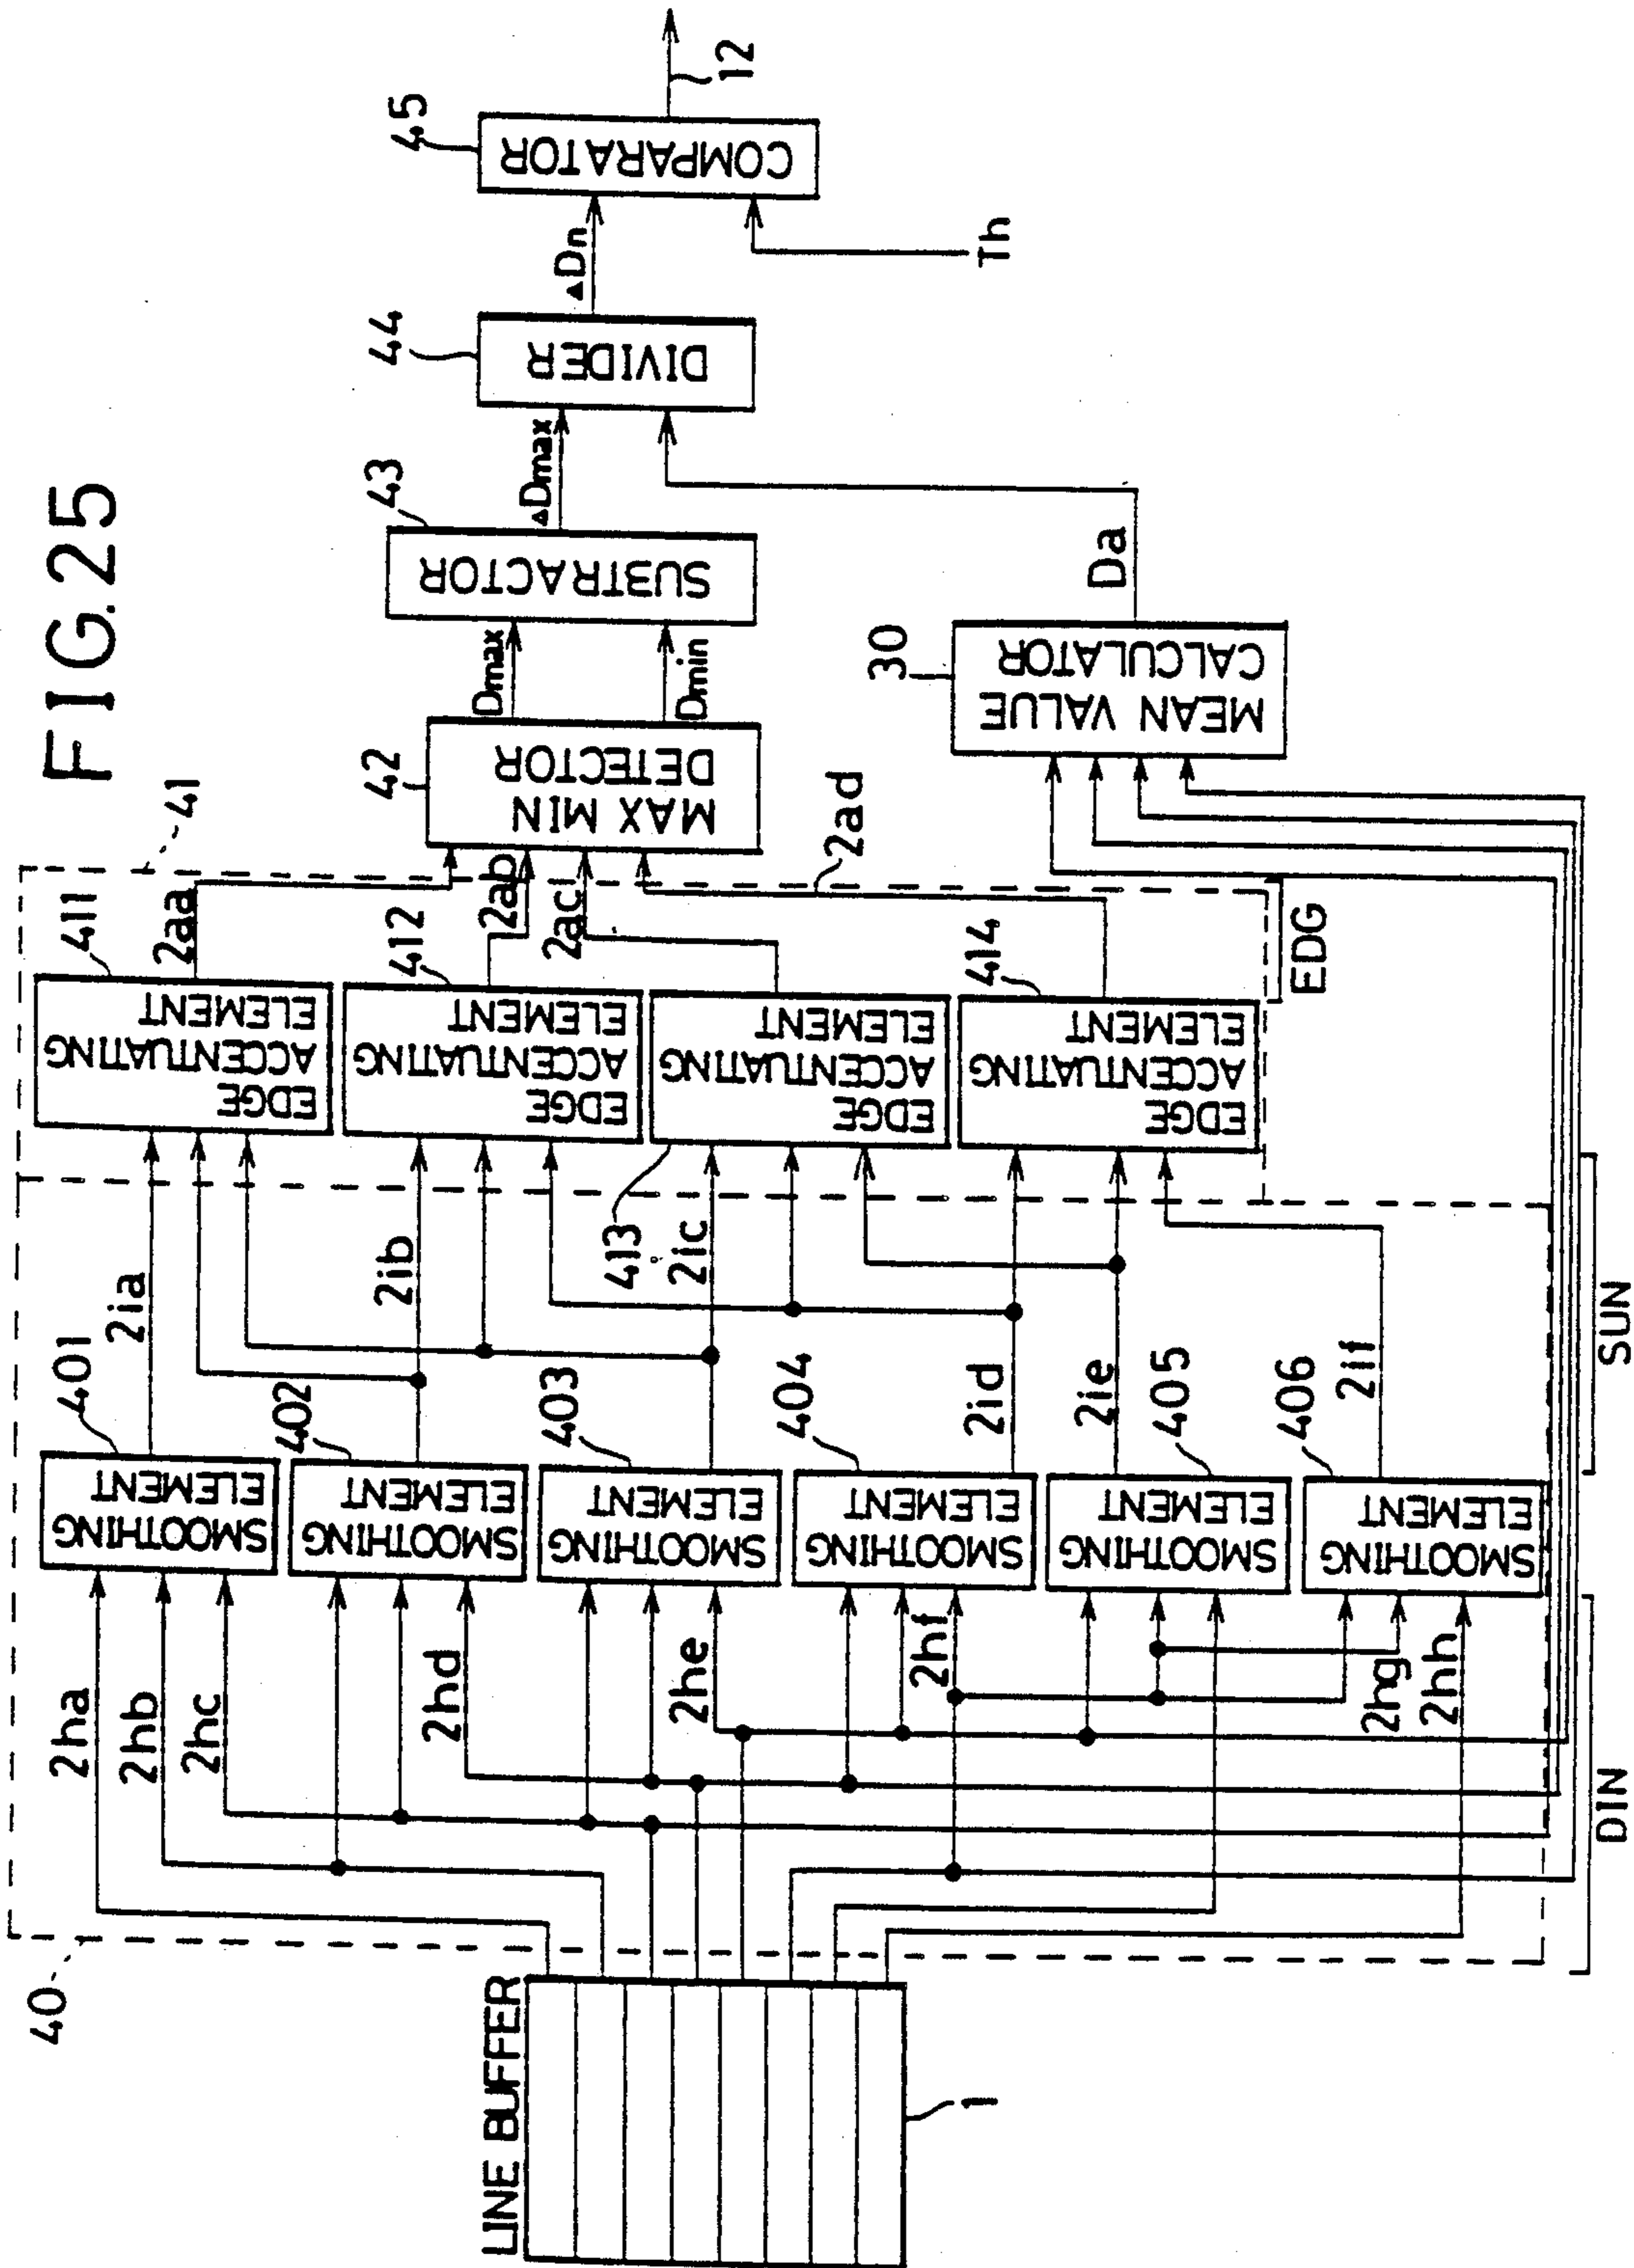 FIG.25
40
LINE BUFFER
1
2ha
2hb
2hc
2hd
2he
2hf
2hg
2hh
DIN
401
SMOOTHING
ELEMENT
402
SMOOTHING
ELEMENT
403
SMOOTHING
ELEMENT
404
SMOOTHING
ELEMENT
405
SMOOTHING
ELEMENT
406
SMOOTHING
ELEMENT
2ia
2ib
2ic
2id
2ie
2if
SUN
41
411
EDGE
ACCENTUATING
ELEMENT
412
EDGE
ACCENTUATING
ELEMENT
413
EDGE
ACCENTUATING
ELEMENT
414
EDGE
ACCENTUATING
ELEMENT
2aa
2ab
2ac
2ad
EDG
42
MAX MIN
DETECTOR
Dmax
Dmin
43
SUBTRACTOR
▲Dmax
30
MEAN VALUE
CALCULATOR
Da
44
DIVIDER
▲Dn
Th
45
COMPARATOR
12